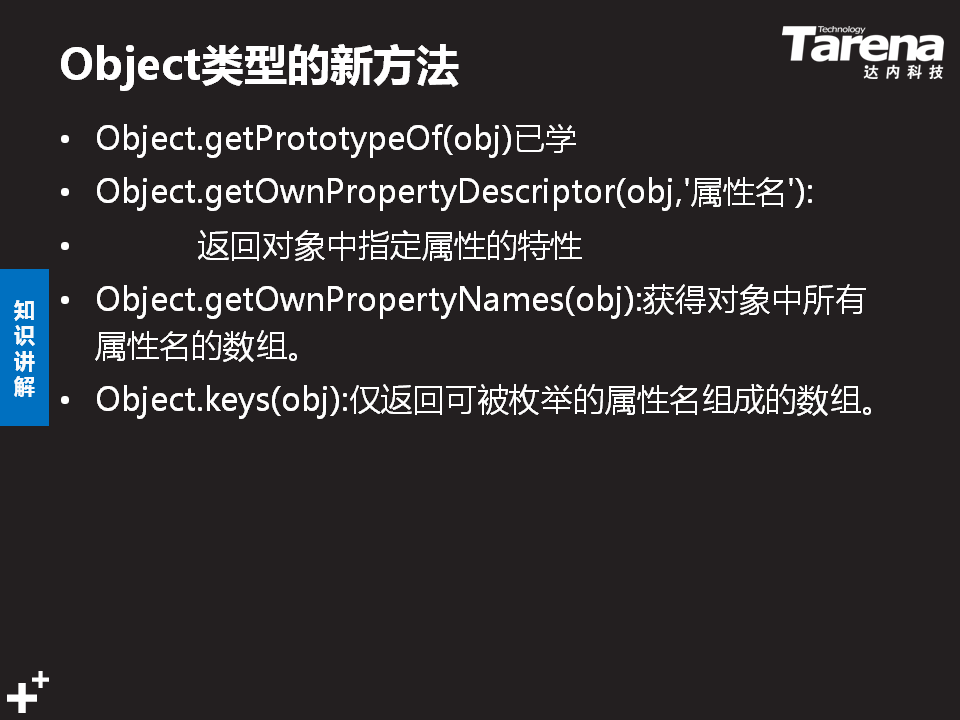 Object类型的新方法
Technology
Tarena
达内科技
• Object.getPrototypeOf(obj)已学
• Object.getOwnPropertyDescriptor(obj,'属性名'):
• 返回对象中指定属性的特性
• Object.getOwnPropertyNames(obj):获得对象中所有
属性名的数组。
• Object.keys(obj):仅返回可被枚举的属性名组成的数组。
知
识
讲
解